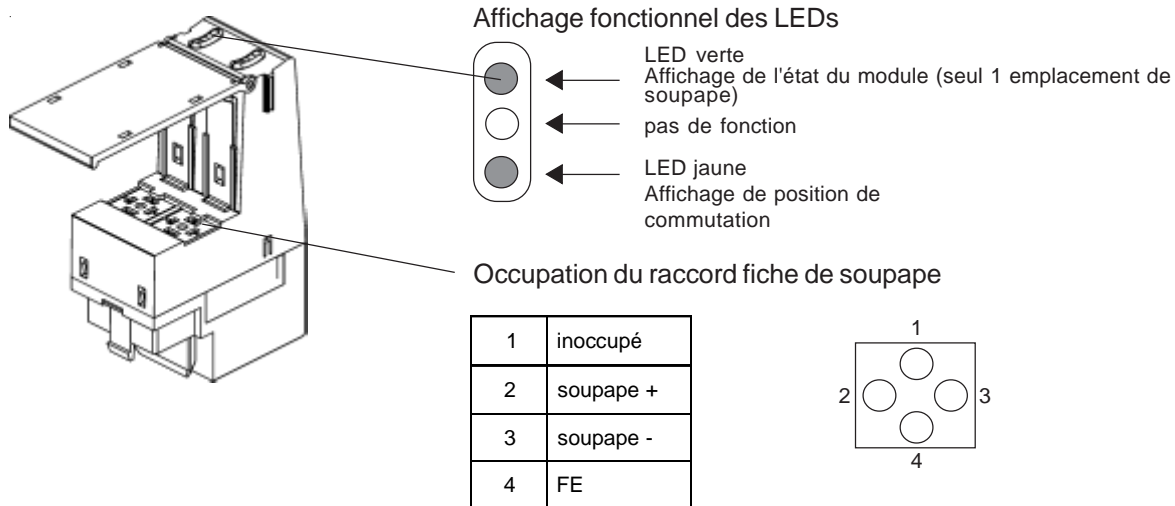 Affichage fonctionnel des LEDs
LED verte
Affichage de l'état du module (seul 1 emplacement de
soupape)
pas de fonction
LED jaune
Affichage de position de
commutation
Occupation du raccord fiche de soupape
1 inoccupé
2 soupape +
3 soupape -
4 FE
1
2 3
4